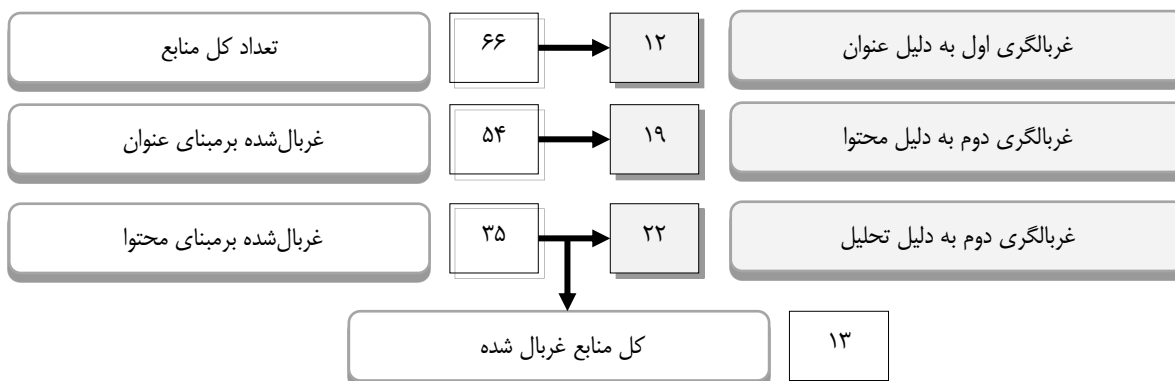 تعداد کل منابع
۶۶
۱۲
غربالگری اول به دلیل عنوان
غربال‌شده برمبنای عنوان
۵۴
۱۹
غربالگری دوم به دلیل محتوا
غربال‌شده برمبنای محتوا
۳۵
۲۲
غربالگری دوم به دلیل تحلیل
کل منابع غربال شده
۱۳